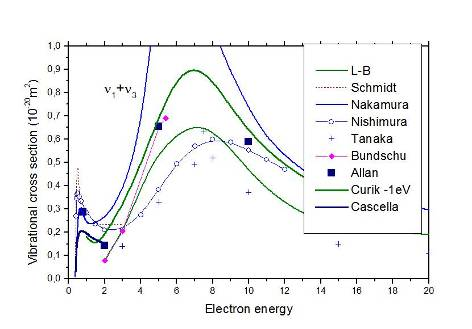 1,0
0,9
0,8
0,7
0,6
0,5
0,4
0,3
0,2
0,1
0,0
Vibrational cross section (10⁻²⁰m²)
ν₁+ν₃
L-B
Schmidt
Nakamura
Nishimura
Tanaka
Bundschu
Allan
Curik -1eV
Cascella
0 2 4 6 8 10 12 14 16 18 20
Electron energy